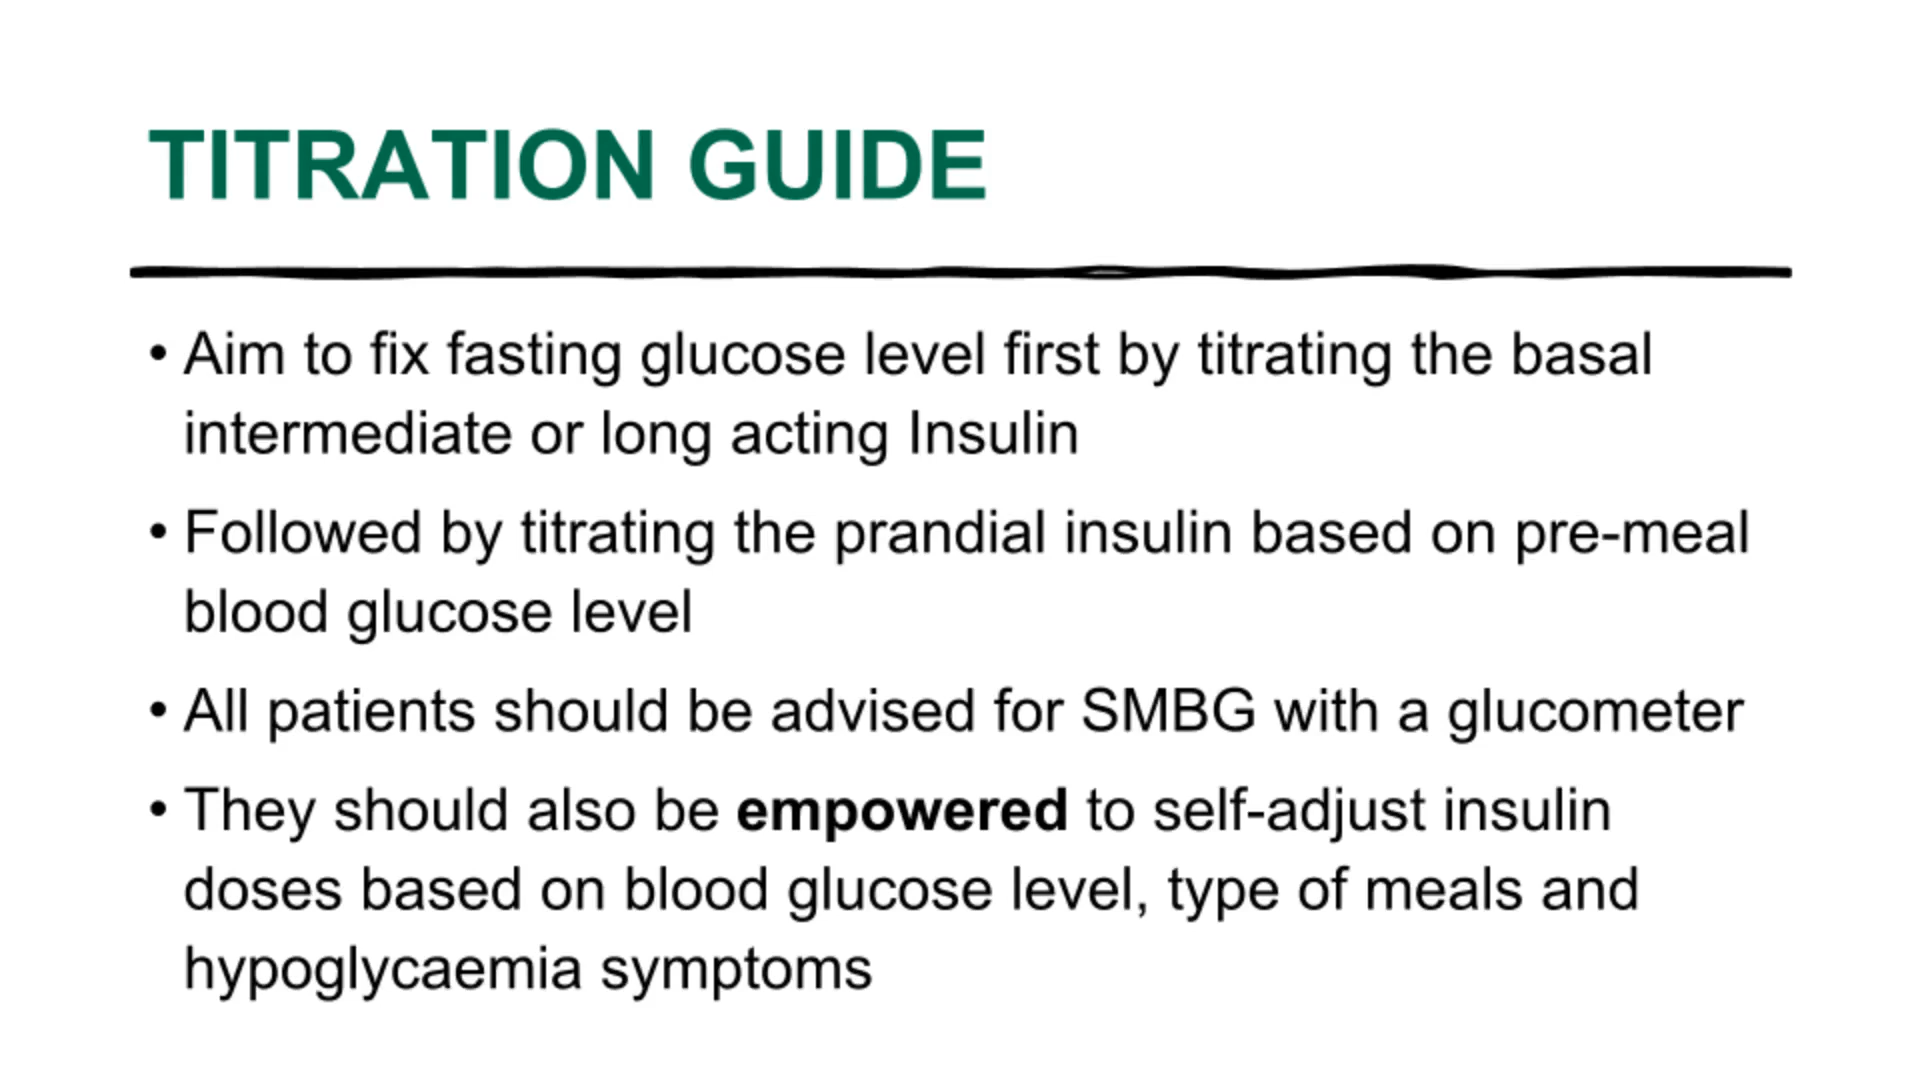 TITRATION GUIDE
• Aim to fix fasting glucose level first by titrating the basal
intermediate or long acting Insulin
• Followed by titrating the prandial insulin based on pre-meal
blood glucose level
• All patients should be advised for SMBG with a glucometer
• They should also be empowered to self-adjust insulin
doses based on blood glucose level, type of meals and
hypoglycaemia symptoms